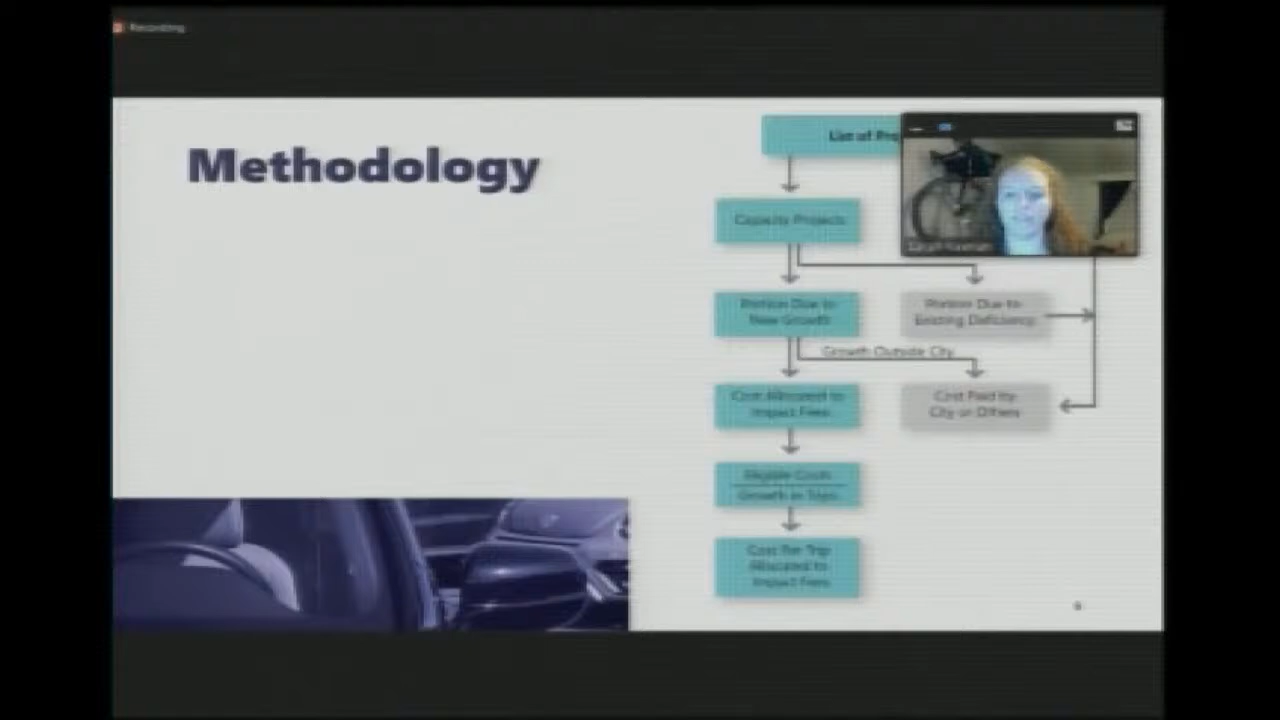 Recording
Methodology
List of Pro
Capacity Projects
Portion Due to
New Growth
Portion Due to
Existing Deficiency
Growth Outside City
Cost Allocated to
Impact Fees
Cost Paid by
City or Others
Eligible Costs
Growth in Trips
Cost Per Trip
Allocated to
Impact Fees